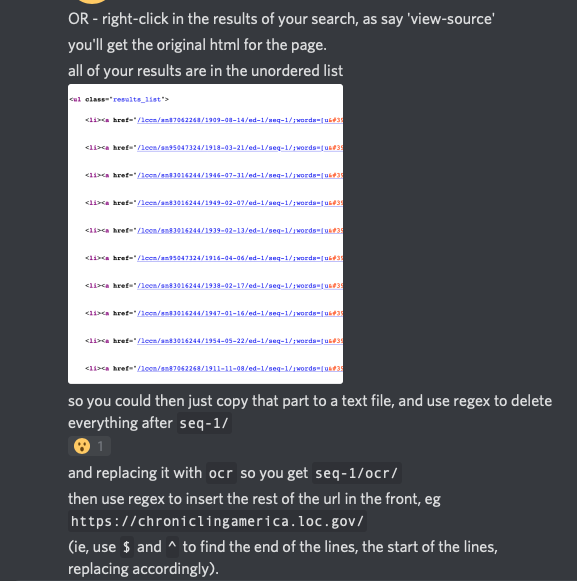 OR - right-click in the results of your search, as say 'view-source'
you'll get the original html for the page.
all of your results are in the unordered list
<ul class="results_list">
<li><a href="/lccn/sn87062268/1909-08-14/ed-1/seq-1/;words=[u&#39
<li><a href="/lccn/sn95047324/1918-03-21/ed-1/seq-1/;words=[u&#39
<li><a href="/lccn/sn83016244/1946-07-31/ed-1/seq-1/;words=[u&#39
<li><a href="/lccn/sn83016244/1949-02-07/ed-1/seq-1/;words=[u&#39
<li><a href="/lccn/sn83016244/1939-02-13/ed-1/seq-1/;words=[u&#39
<li><a href="/lccn/sn95047324/1916-04-06/ed-1/seq-1/;words=[u&#39
<li><a href="/lccn/sn83016244/1938-02-17/ed-1/seq-1/;words=[u&#39
<li><a href="/lccn/sn83016244/1947-01-16/ed-1/seq-1/;words=[u&#39
<li><a href="/lccn/sn83016244/1954-05-22/ed-1/seq-1/;words=[u&#39
<li><a href="/lccn/sn87062268/1911-11-08/ed-1/seq-1/;words=[u&#39
so you could then just copy that part to a text file, and use regex to delete
everything after seq-1/
1
and replacing it with ocr so you get seq-1/ocr/
then use regex to insert the rest of the url in the front, eg
https://chroniclingamerica.loc.gov/
(ie, use $ and ^ to find the end of the lines, the start of the lines,
replacing accordingly).